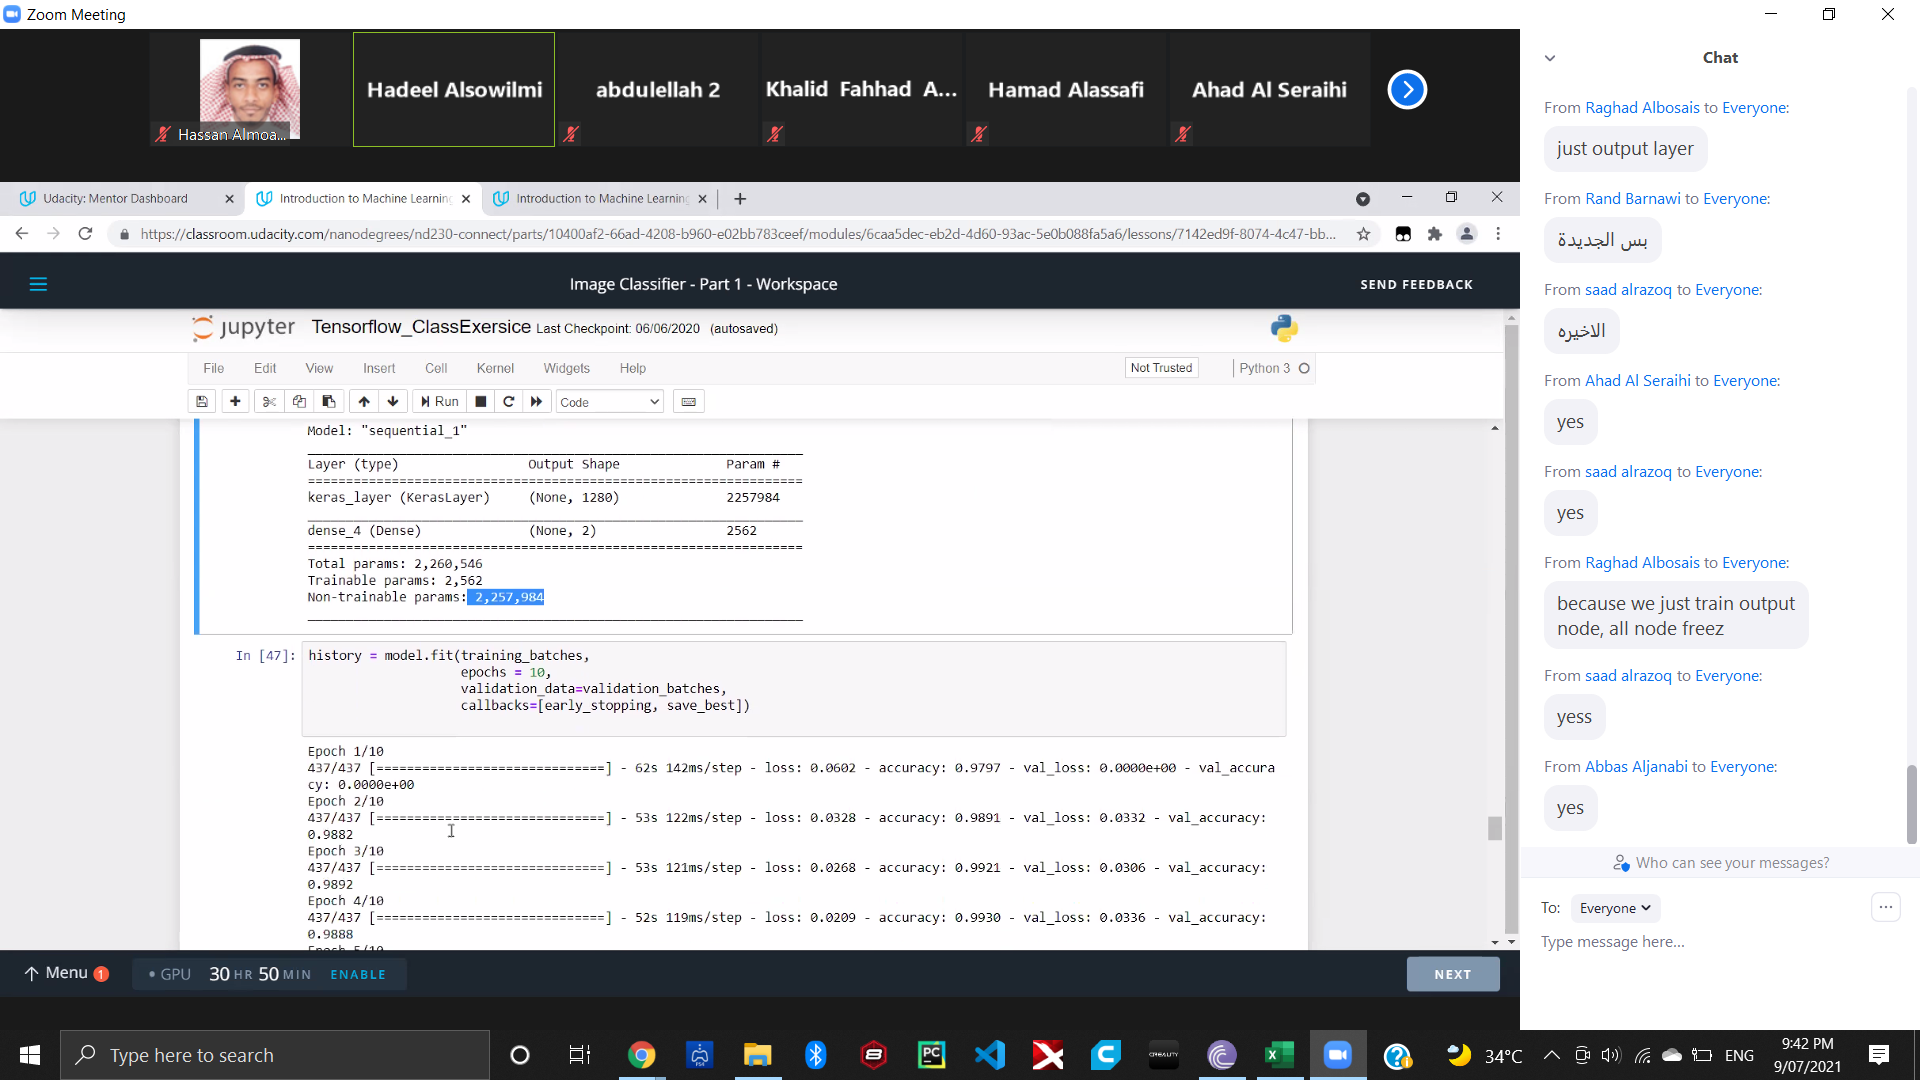 Zoom Meeting
Hassan Almoa...
Hadeel Alsowilmi
abdulellah 2
Khalid Fahhad A...
Hamad Alassafi
Ahad Al Seraihi
Udacity: Mentor Dashboard
Introduction to Machine Learning
Introduction to Machine Learning
https://classroom.udacity.com/nanodegrees/nd230-connect/parts/10400af2-66ad-4208-b960-e02bb783ceef/modules/6caa5dec-eb2d-4d60-93ac-5e0b088fa5a6/lessons/7142ed9f-8074-4c47-bb...
Image Classifier - Part 1 - Workspace
SEND FEEDBACK
jupyter Tensorflow_ClassExersice Last Checkpoint: 06/06/2020 (autosaved)
File Edit View Insert Cell Kernel Widgets Help
Not Trusted
Python 3
Run
Code
Model: "sequential_1"
Layer (type) Output Shape Param #
=================================================================
keras_layer (KerasLayer) (None, 1280) 2257984
dense_4 (Dense) (None, 2) 2562
=================================================================
Total params: 2,260,546
Trainable params: 2,562
Non-trainable params: 2,257,984
In [47]: history = model.fit(training_batches,
epochs = 10,
validation_data=validation_batches,
callbacks=[early_stopping, save_best])
Epoch 1/10
437/437 [==============================] - 62s 142ms/step - loss: 0.0602 - accuracy: 0.9797 - val_loss: 0.0000e+00 - val_accura
cy: 0.0000e+00
Epoch 2/10
437/437 [==============================] - 53s 122ms/step - loss: 0.0328 - accuracy: 0.9891 - val_loss: 0.0332 - val_accuracy:
0.9882
Epoch 3/10
437/437 [==============================] - 53s 121ms/step - loss: 0.0268 - accuracy: 0.9921 - val_loss: 0.0306 - val_accuracy:
0.9892
Epoch 4/10
437/437 [==============================] - 52s 119ms/step - loss: 0.0209 - accuracy: 0.9930 - val_loss: 0.0336 - val_accuracy:
0.9888
Epoch 5/10
Menu 1
GPU 30 HR 50 MIN ENABLE
NEXT
Chat
From Raghad Albosais to Everyone:
just output layer
From Rand Barnawi to Everyone:
بس الجديدة
From saad alrazoq to Everyone:
الاخيره
From Ahad Al Seraihi to Everyone:
yes
From saad alrazoq to Everyone:
yes
From Raghad Albosais to Everyone:
because we just train output
node, all node freez
From saad alrazoq to Everyone:
yess
From Abbas Aljanabi to Everyone:
yes
Who can see your messages?
To: Everyone
Type message here...
Type here to search
PC
CREALITY
34°C
ENG
9:42 PM
9/07/2021